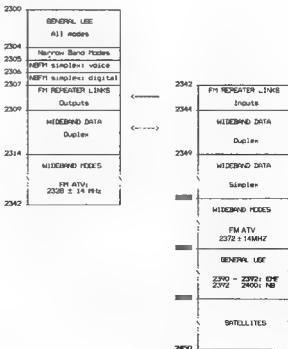 2300
GENERAL USE
All modes
2304
Narrow Band Modes
2305
NBFM simplex: voice
2306
NBFM simplex: digital
2307
FM REPEATER LINKS
Outputs
2309
WIDEBAND DATA
Duplex
2314
WIDEBAND MODES
FM ATV:
2328 ± 14 MHz
2342
2342
FM REPEATER LINKS
Inputs
2344
WIDEBAND DATA
Duplex
2349
WIDEBAND DATA
Simplex
WIDEBAND MODES
FM ATV
2372 ± 14MHZ
GENERAL USE
2390 - 2392: EME
2392 2400: NB
SATELLITES
2450